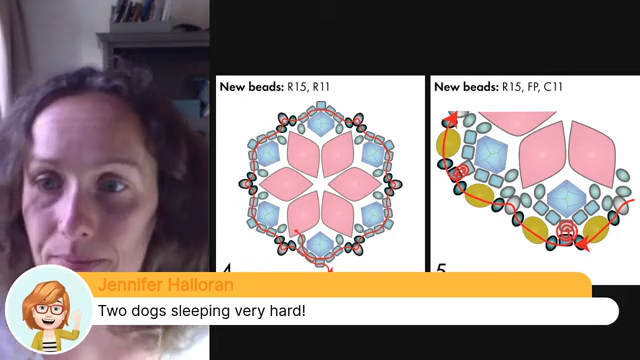 New beads: R15, R11
New beads: R15, FP, C11
4
5
Jennifer Halloran
Two dogs sleeping very hard!